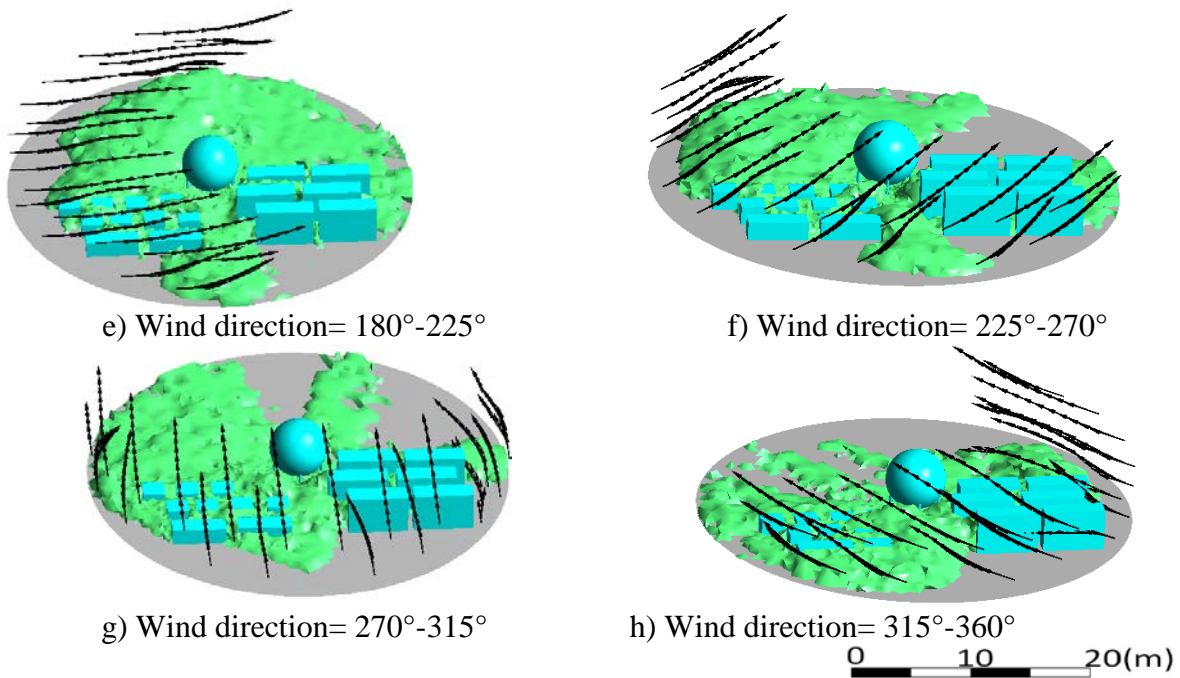 e) Wind direction= 180°-225°
f) Wind direction= 225°-270°
g) Wind direction= 270°-315°
h) Wind direction= 315°-360°
0 10 20(m)